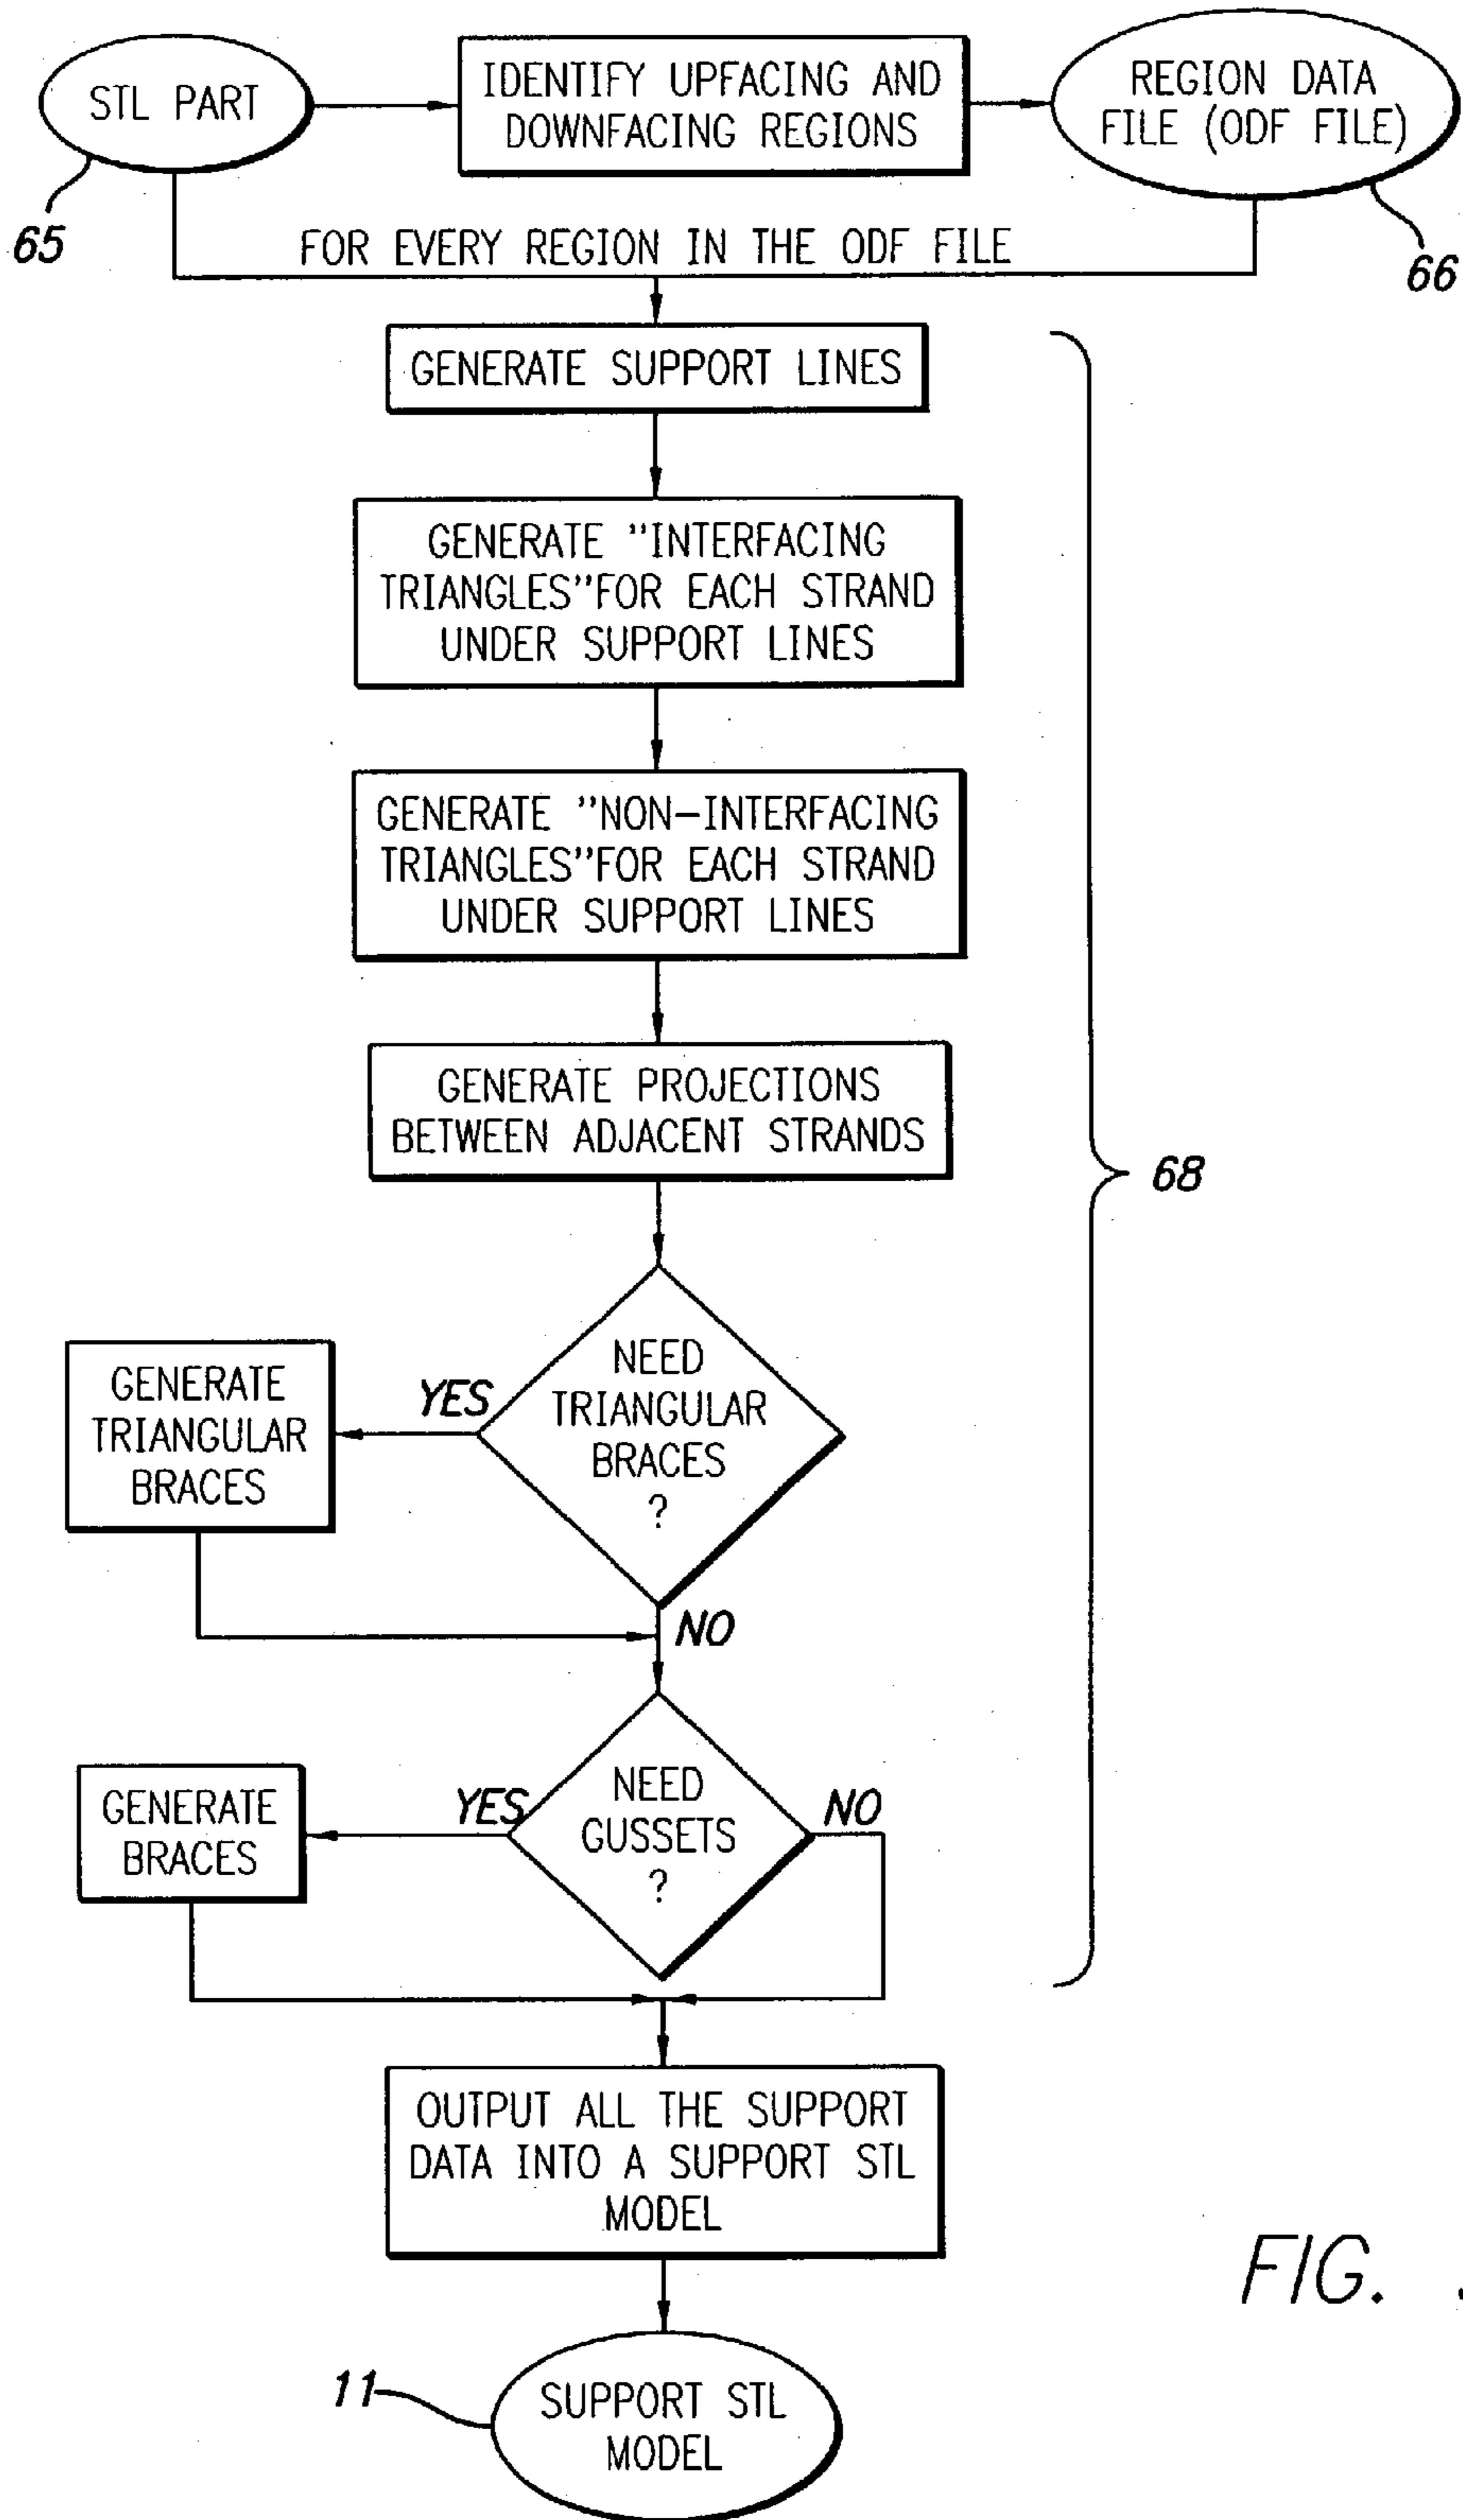 STL PART
IDENTIFY UPFACING AND
DOWNFACING REGIONS
REGION DATA
FILE (ODF FILE)
65
FOR EVERY REGION IN THE ODF FILE
66
GENERATE SUPPORT LINES
GENERATE "INTERFACING
TRIANGLES"FOR EACH STRAND
UNDER SUPPORT LINES
GENERATE "NON-INTERFACING
TRIANGLES"FOR EACH STRAND
UNDER SUPPORT LINES
GENERATE PROJECTIONS
BETWEEN ADJACENT STRANDS
68
NEED
TRIANGULAR
BRACES
?
YES
GENERATE
TRIANGULAR
BRACES
NO
NEED
GUSSETS
?
YES
NO
GENERATE
BRACES
OUTPUT ALL THE SUPPORT
DATA INTO A SUPPORT STL
MODEL
FIG.
11
SUPPORT STL
MODEL